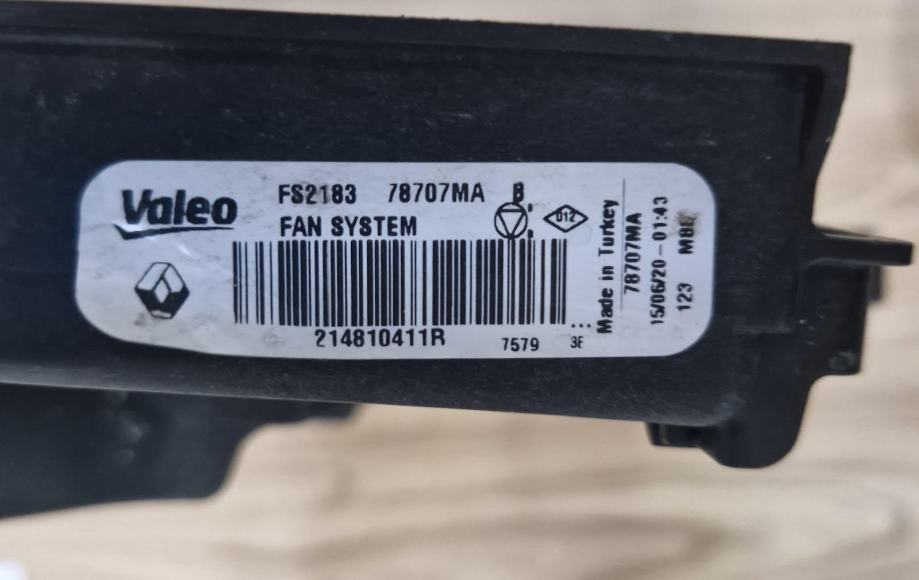 Valeo
FS2183 78707MA B
FAN SYSTEM
D12
214810411R
7579 3E
Made in Turkey
78707MA
15/06/20-01:43
123